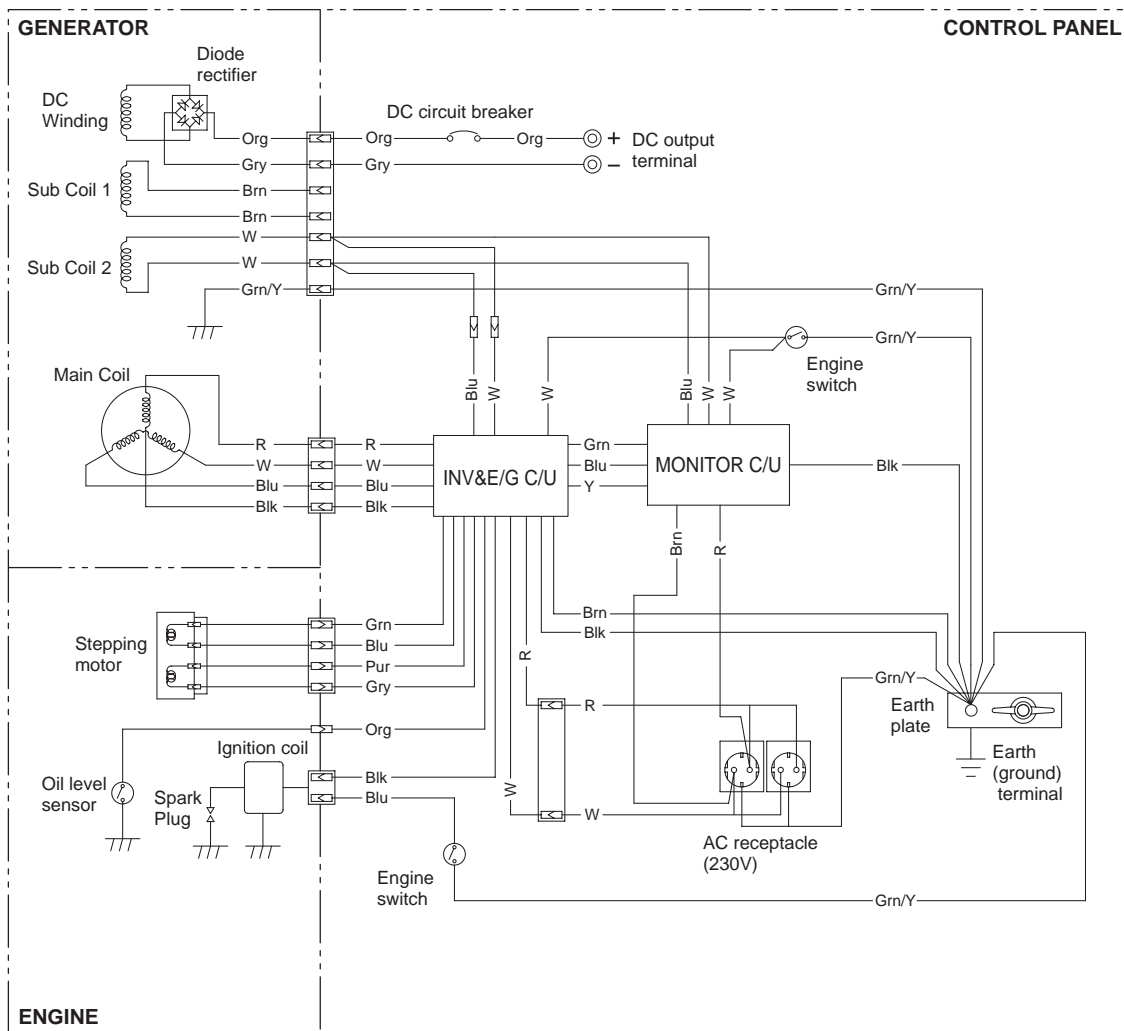 GENERATOR
CONTROL PANEL
Diode
rectifier
DC
Winding
DC circuit breaker
Org
Org
Org
+
DC output
terminal
Gry
Gry
–
Sub Coil 1
Brn
Brn
W
Sub Coil 2
W
Grn/Y
Grn/Y
Grn/Y
Engine
switch
Main Coil
Blu
W
W
Blu
W
W
R
R
W
W
Blu
Blu
Blk
Blk
INV&E/G C/U
Grn
Blu
Y
MONITOR C/U
Blk
Brn
R
Brn
Blk
Stepping
motor
Grn
Blu
Pur
Gry
R
Grn/Y
R
Earth
plate
Earth
(ground)
terminal
Org
Oil level
sensor
Ignition coil
Spark
Plug
Blk
Blu
W
W
AC receptacle
(230V)
Engine
switch
Grn/Y
ENGINE